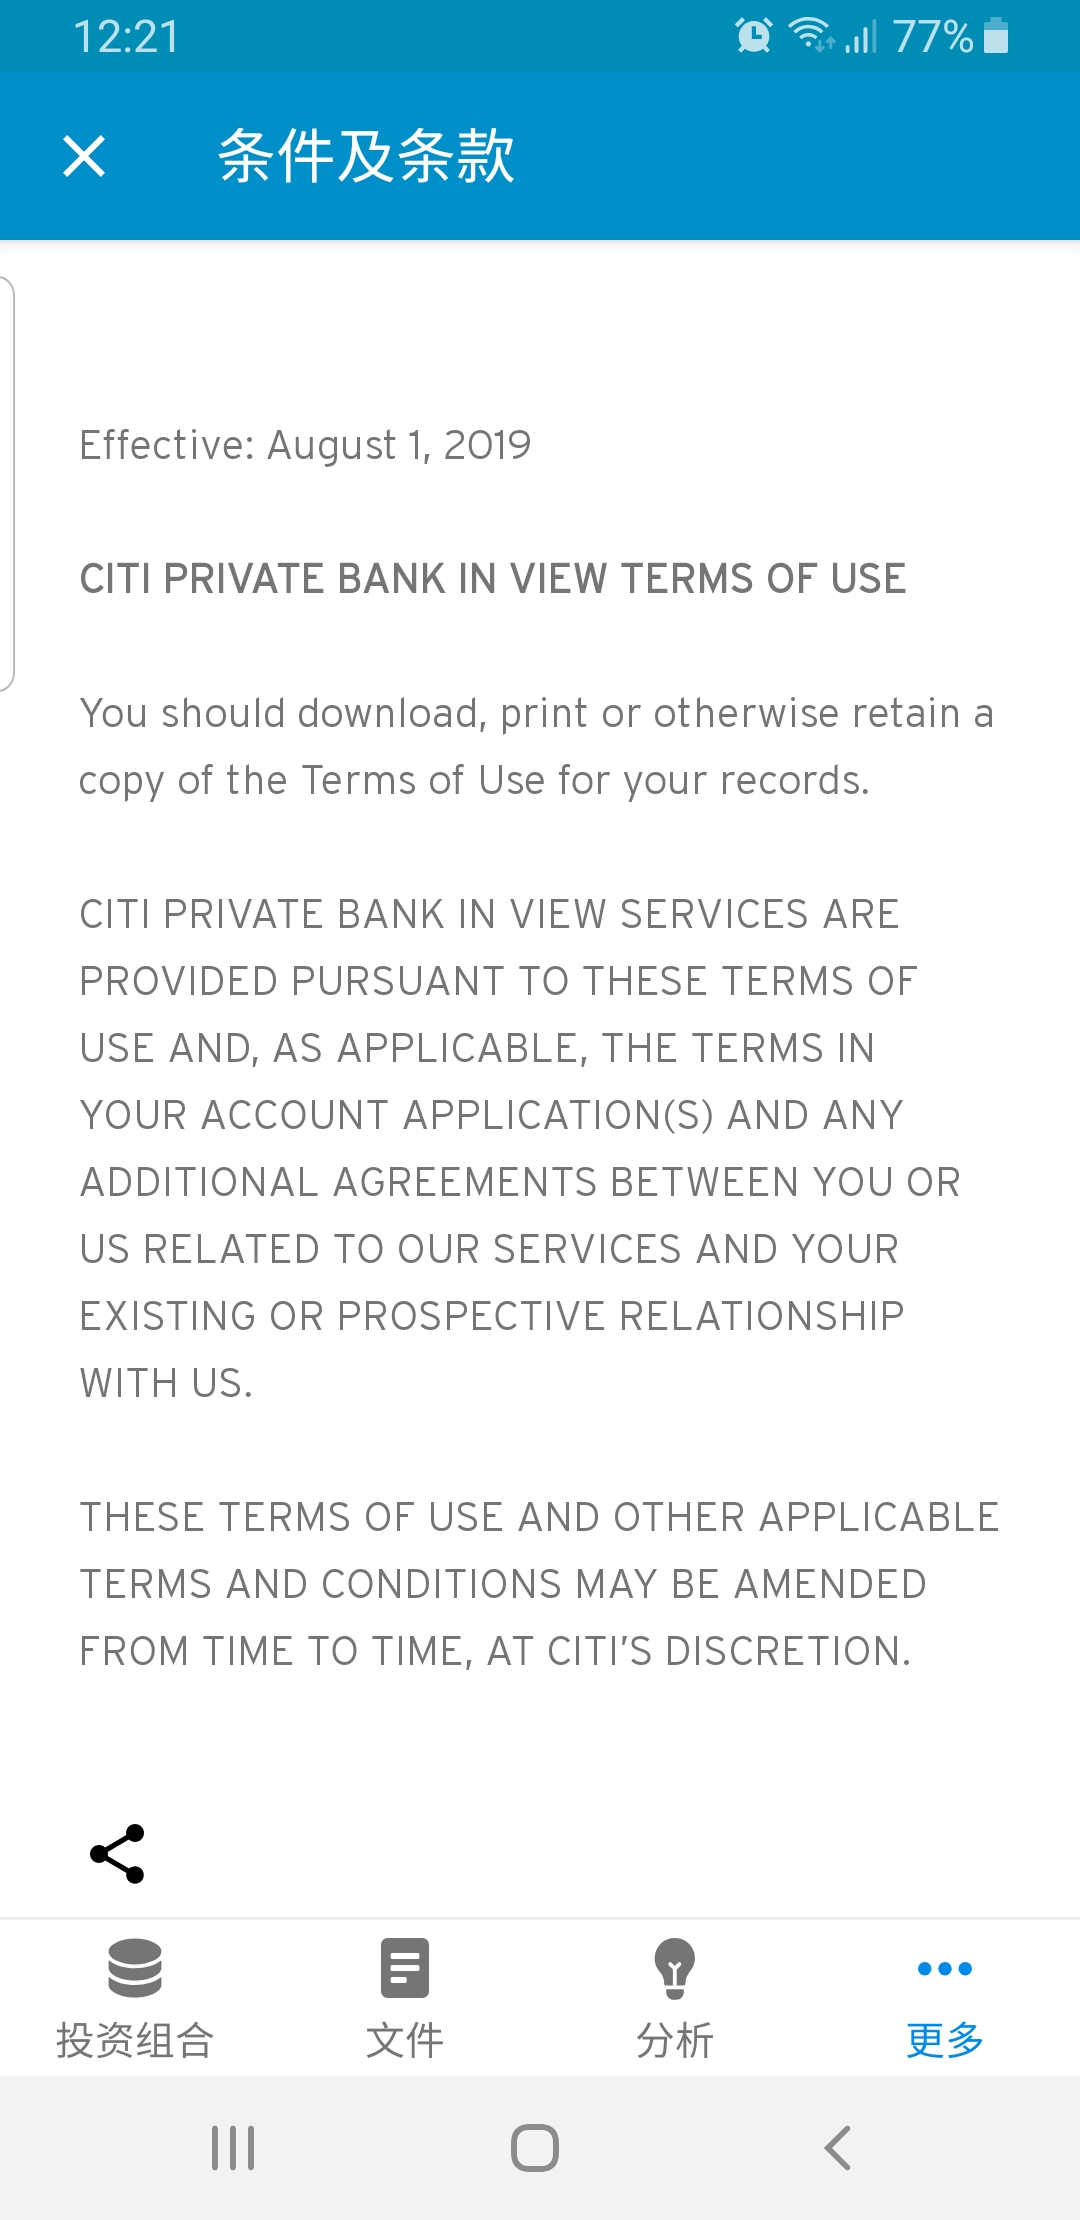 12:21
77%
条件及条款
Effective: August 1, 2019
CITI PRIVATE BANK IN VIEW TERMS OF USE
You should download, print or otherwise retain a
copy of the Terms of Use for your records.
CITI PRIVATE BANK IN VIEW SERVICES ARE
PROVIDED PURSUANT TO THESE TERMS OF
USE AND, AS APPLICABLE, THE TERMS IN
YOUR ACCOUNT APPLICATION(S) AND ANY
ADDITIONAL AGREEMENTS BETWEEN YOU OR
US RELATED TO OUR SERVICES AND YOUR
EXISTING OR PROSPECTIVE RELATIONSHIP
WITH US.
THESE TERMS OF USE AND OTHER APPLICABLE
TERMS AND CONDITIONS MAY BE AMENDED
FROM TIME TO TIME, AT CITI'S DISCRETION.
投资组合
文件
分析
更多